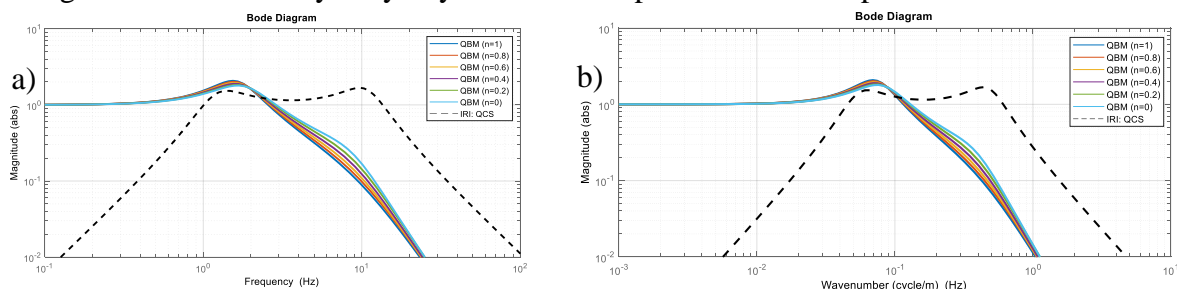 Bode Diagram
a)
10^1
10^0
10^-1
10^-2
Magnitude (abs)
QBM (n=1)
QBM (n=0.8)
QBM (n=0.6)
QBM (n=0.4)
QBM (n=0.2)
QBM (n=0)
IRI: QCS
10^-1
10^0
10^1
10^2
Frequency (Hz)
Bode Diagram
b)
10^1
10^0
10^-1
10^-2
Magnitude (abs)
QBM (n=1)
QBM (n=0.8)
QBM (n=0.6)
QBM (n=0.4)
QBM (n=0.2)
QBM (n=0)
IRI: QCS
10^-3
10^-2
10^-1
10^0
10^1
Wavenumber (cycle/m) (Hz)